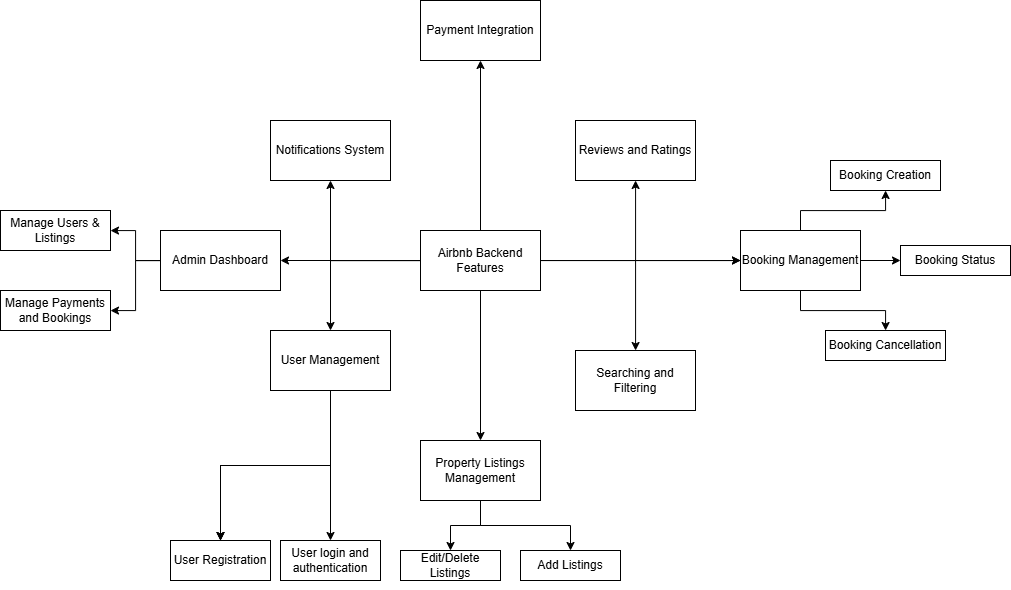 Payment Integration
Notifications System
Reviews and Ratings
Booking Creation
Manage Users &
Listings
Admin Dashboard
Airbnb Backend
Features
Booking Management
Booking Status
Manage Payments
and Bookings
User Management
Booking Cancellation
Searching and
Filtering
Property Listings
Management
User Registration
User login and
authentication
Edit/Delete
Listings
Add Listings